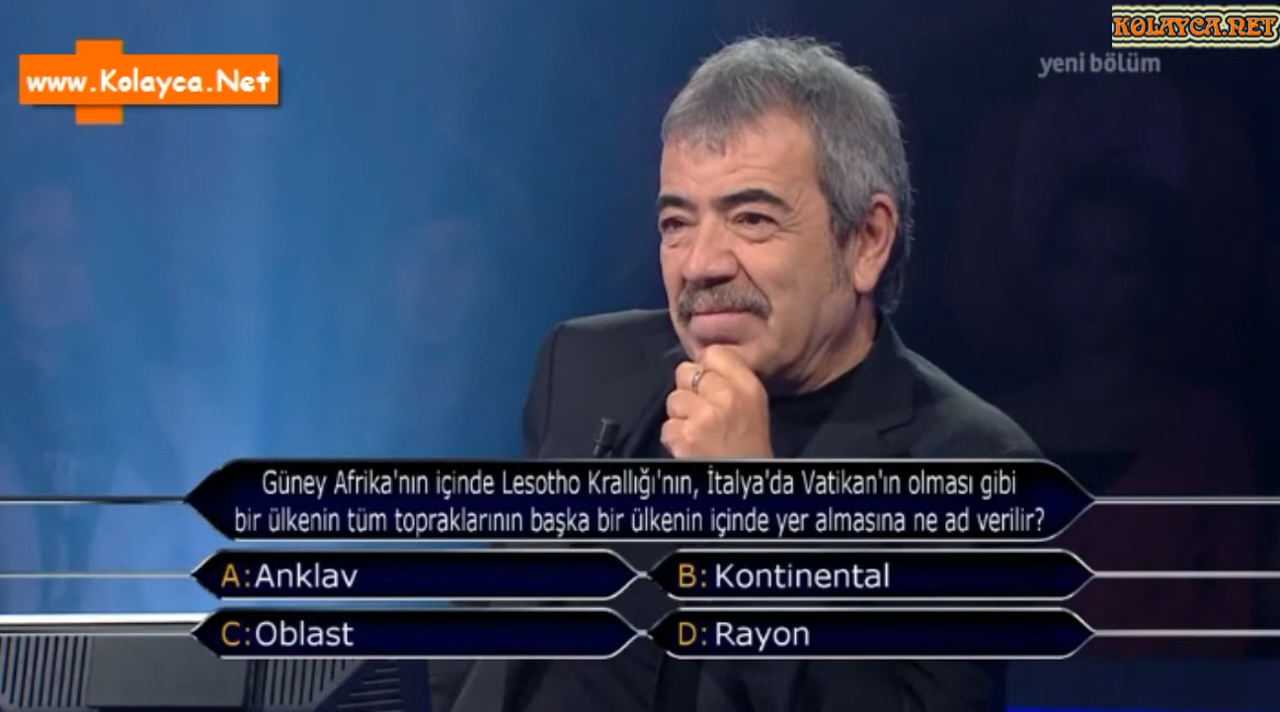 KOLAYCA.NET
www.Kolayca.Net
yeni bölüm
Güney Afrika'nın içinde Lesotho Krallığı'nın, İtalya'da Vatikan'ın olması gibi
bir ülkenin tüm topraklarının başka bir ülkenin içinde yer almasına ne ad verilir?
A:Anklav
B:Kontinental
C:Oblast
D:Rayon